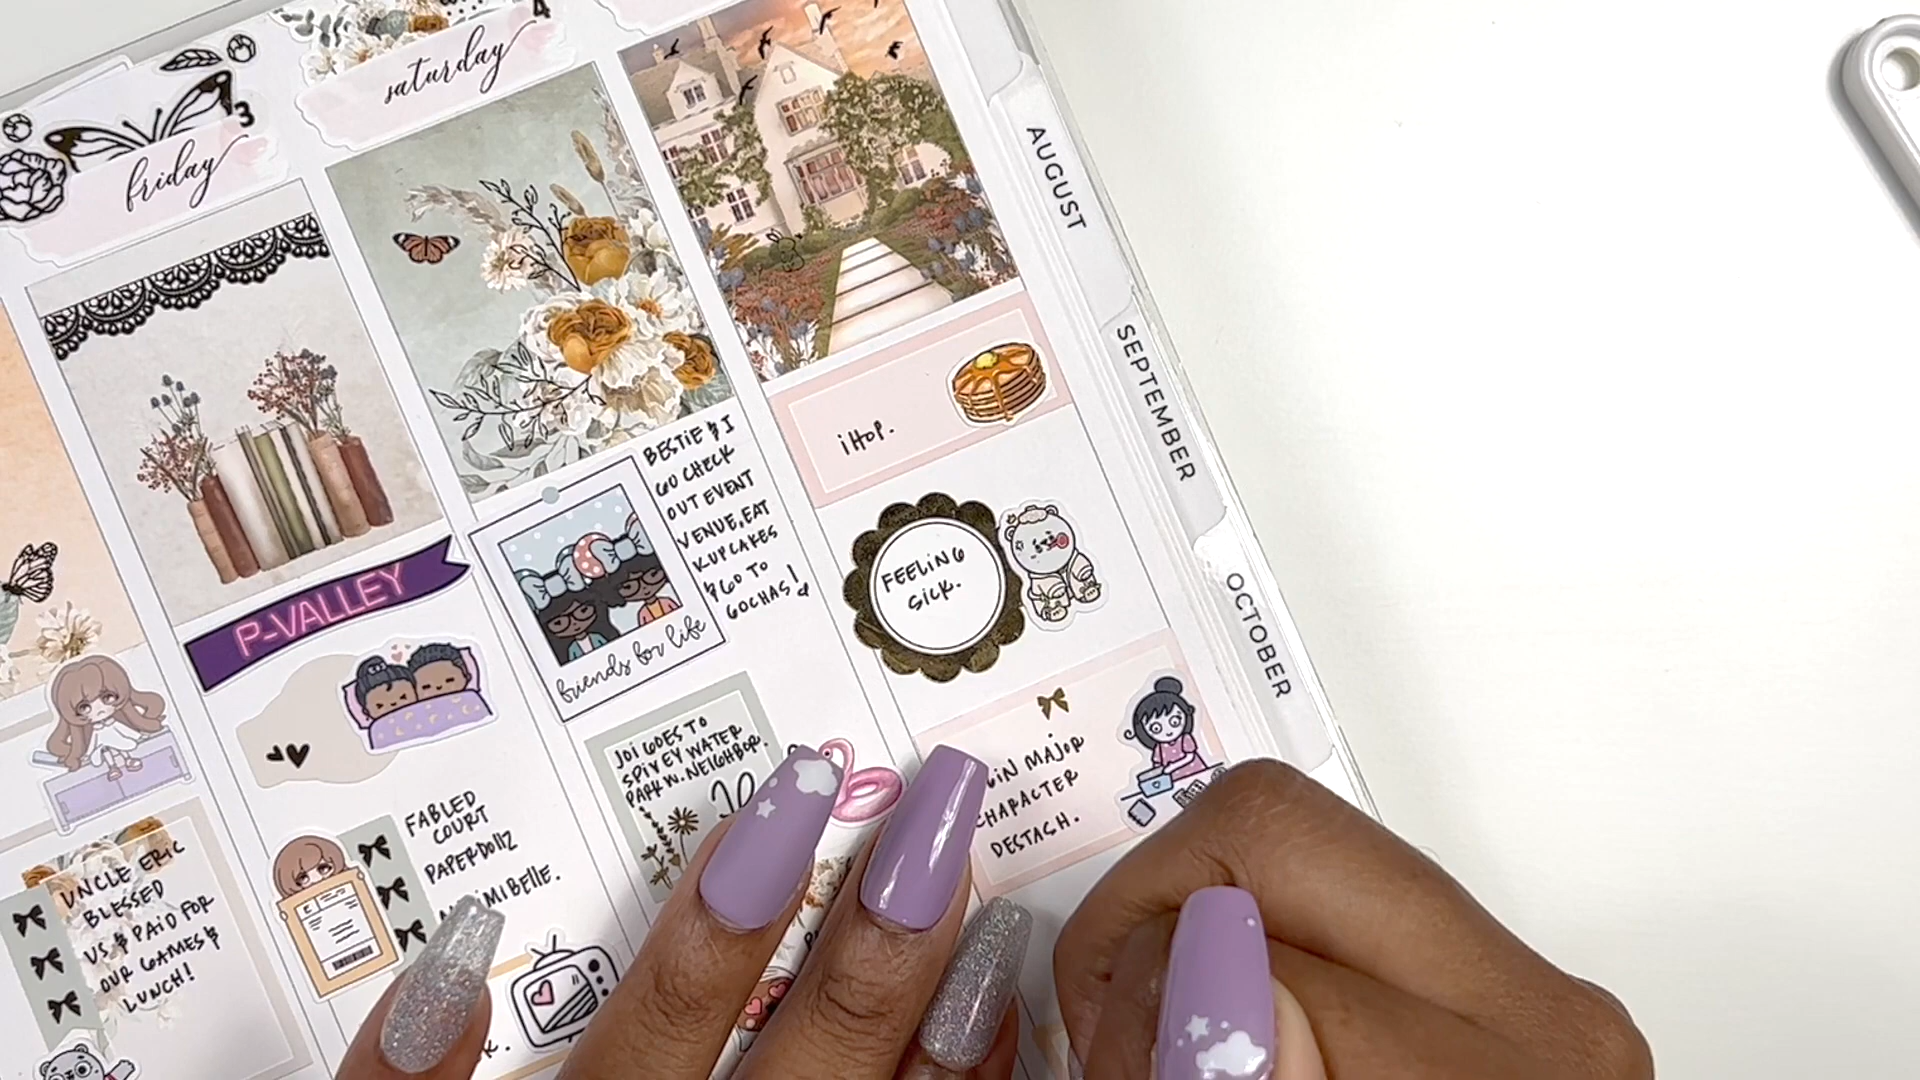 4
saturday
3
friday
AUGUST
SEPTEMBER
OCTOBER
iHOP.
BESTIE & I
GO CHECK
OUT EVENT
VENUE, EAT
KUPCAKES
& GO TO
GOCHAS!
FEELING
SICK.
P-VALLEY
friends for life
JOI GOES TO
SPIVEY WATER
PARK W. NEIGHBOR.
MAJOR
CHARACTER
DESTASH.
FABLED
COURT
PAPERDOLLZ
MiMiBELLE.
UNCLE ERIC
BLESSED
US & PAID FOR
OUR GAMES &
LUNCH!